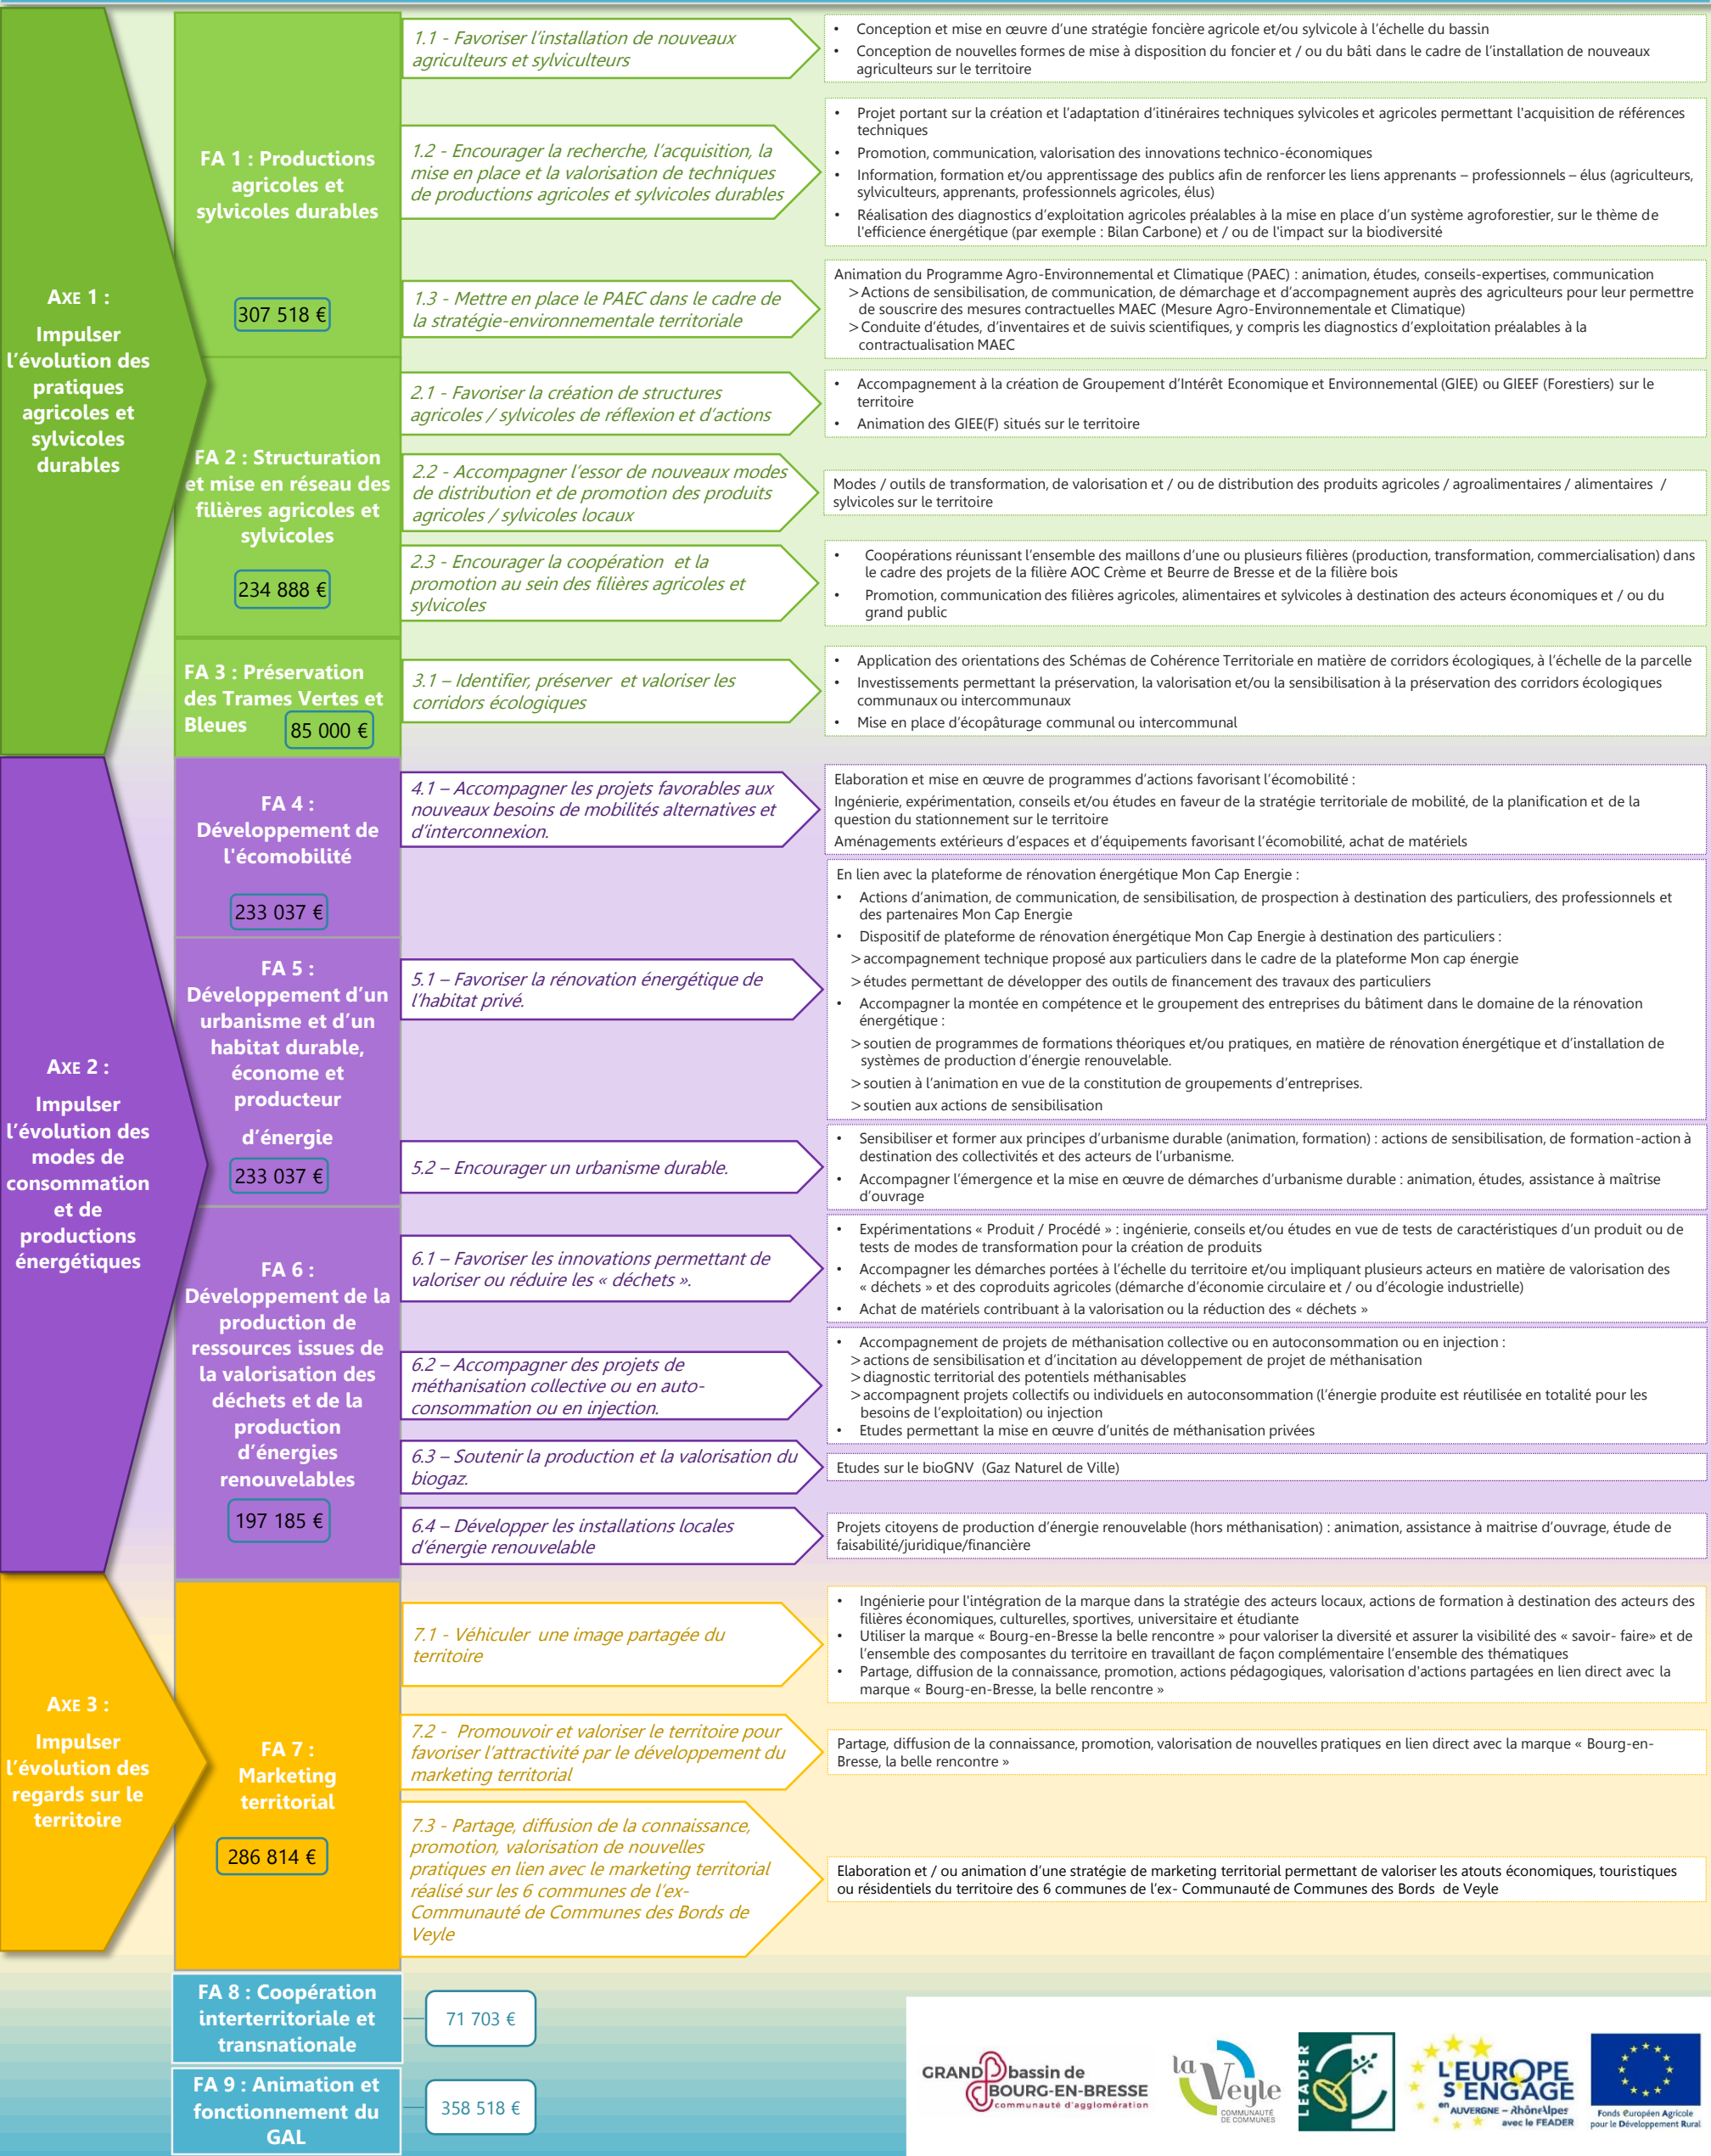 AXE 1 :
Impulser
l'évolution des
pratiques
agricoles et
sylvicoles
durables
FA 1 : Productions
agricoles et
sylvicoles durables
307 518 €
1.1 - Favoriser l'installation de nouveaux
agriculteurs et sylviculteurs
• Conception et mise en œuvre d'une stratégie foncière agricole et/ou sylvicole à l'échelle du bassin
• Conception de nouvelles formes de mise à disposition du foncier et / ou du bâti dans le cadre de l'installation de nouveaux
agriculteurs sur le territoire
1.2 - Encourager la recherche, l'acquisition, la
mise en place et la valorisation de techniques
de productions agricoles et sylvicoles durables
• Projet portant sur la création et l'adaptation d'itinéraires techniques sylvicoles et agricoles permettant l'acquisition de références
techniques
• Promotion, communication, valorisation des innovations technico-économiques
• Information, formation et/ou apprentissage des publics afin de renforcer les liens apprenants – professionnels – élus (agriculteurs,
sylviculteurs, apprenants, professionnels agricoles, élus)
• Réalisation des diagnostics d'exploitation agricoles préalables à la mise en place d'un système agroforestier, sur le thème de
l'efficience énergétique (par exemple : Bilan Carbone) et / ou de l'impact sur la biodiversité
1.3 - Mettre en place le PAEC dans le cadre de
la stratégie-environnementale territoriale
Animation du Programme Agro-Environnemental et Climatique (PAEC) : animation, études, conseils-expertises, communication
>Actions de sensibilisation, de communication, de démarchage et d'accompagnement auprès des agriculteurs pour leur permettre
de souscrire des mesures contractuelles MAEC (Mesure Agro-Environnementale et Climatique)
>Conduite d'études, d'inventaires et de suivis scientifiques, y compris les diagnostics d'exploitation préalables à la
contractualisation MAEC
FA 2 : Structuration
et mise en réseau des
filières agricoles et
sylvicoles
234 888 €
2.1 - Favoriser la création de structures
agricoles / sylvicoles de réflexion et d'actions
• Accompagnement à la création de Groupement d'Intérêt Economique et Environnemental (GIEE) ou GIEEF (Forestiers) sur le
territoire
• Animation des GIEE(F) situés sur le territoire
2.2 - Accompagner l'essor de nouveaux modes
de distribution et de promotion des produits
agricoles / sylvicoles locaux
Modes / outils de transformation, de valorisation et / ou de distribution des produits agricoles / agroalimentaires / alimentaires /
sylvicoles sur le territoire
2.3 - Encourager la coopération et la
promotion au sein des filières agricoles et
sylvicoles
• Coopérations réunissant l'ensemble des maillons d'une ou plusieurs filières (production, transformation, commercialisation) dans
le cadre des projets de la filière AOC Crème et Beurre de Bresse et de la filière bois
• Promotion, communication des filières agricoles, alimentaires et sylvicoles à destination des acteurs économiques et / ou du
grand public
FA 3 : Préservation
des Trames Vertes et
Bleues
85 000 €
3.1 – Identifier, préserver et valoriser les
corridors écologiques
• Application des orientations des Schémas de Cohérence Territoriale en matière de corridors écologiques, à l'échelle de la parcelle
• Investissements permettant la préservation, la valorisation et/ou la sensibilisation à la préservation des corridors écologiques
communaux ou intercommunaux
• Mise en place d'écopâturage communal ou intercommunal
AXE 2 :
Impulser
l'évolution des
modes de
consommation
et de
productions
énergétiques
FA 4 :
Développement de
l'écomobilité
233 037 €
4.1 – Accompagner les projets favorables aux
nouveaux besoins de mobilités alternatives et
d'interconnexion.
Elaboration et mise en œuvre de programmes d'actions favorisant l'écomobilité :
Ingénierie, expérimentation, conseils et/ou études en faveur de la stratégie territoriale de mobilité, de la planification et de la
question du stationnement sur le territoire
Aménagements extérieurs d'espaces et d'équipements favorisant l'écomobilité, achat de matériels
FA 5 :
Développement d'un
urbanisme et d'un
habitat durable,
économe et
producteur
d'énergie
233 037 €
5.1 – Favoriser la rénovation énergétique de
l'habitat privé.
En lien avec la plateforme de rénovation énergétique Mon Cap Energie :
• Actions d'animation, de communication, de sensibilisation, de prospection à destination des particuliers, des professionnels et
des partenaires Mon Cap Energie
• Dispositif de plateforme de rénovation énergétique Mon Cap Energie à destination des particuliers :
>accompagnement technique proposé aux particuliers dans le cadre de la plateforme Mon cap énergie
>études permettant de développer des outils de financement des travaux des particuliers
• Accompagner la montée en compétence et le groupement des entreprises du bâtiment dans le domaine de la rénovation
énergétique :
>soutien de programmes de formations théoriques et/ou pratiques, en matière de rénovation énergétique et d'installation de
systèmes de production d'énergie renouvelable.
>soutien à l'animation en vue de la constitution de groupements d'entreprises.
>soutien aux actions de sensibilisation
5.2 – Encourager un urbanisme durable.
• Sensibiliser et former aux principes d'urbanisme durable (animation, formation) : actions de sensibilisation, de formation-action à
destination des collectivités et des acteurs de l'urbanisme.
• Accompagner l'émergence et la mise en œuvre de démarches d'urbanisme durable : animation, études, assistance à maîtrise
d'ouvrage
FA 6 :
Développement de la
production de
ressources issues de
la valorisation des
déchets et de la
production
d'énergies
renouvelables
197 185 €
6.1 – Favoriser les innovations permettant de
valoriser ou réduire les « déchets ».
• Expérimentations « Produit / Procédé » : ingénierie, conseils et/ou études en vue de tests de caractéristiques d'un produit ou de
tests de modes de transformation pour la création de produits
• Accompagner les démarches portées à l'échelle du territoire et/ou impliquant plusieurs acteurs en matière de valorisation des
« déchets » et des coproduits agricoles (démarche d'économie circulaire et / ou d'écologie industrielle)
• Achat de matériels contribuant à la valorisation ou la réduction des « déchets »
6.2 – Accompagner des projets de
méthanisation collective ou en auto-
consommation ou en injection.
• Accompagnement de projets de méthanisation collective ou en autoconsommation ou en injection :
>actions de sensibilisation et d'incitation au développement de projet de méthanisation
>diagnostic territorial des potentiels méthanisables
>accompagnent projets collectifs ou individuels en autoconsommation (l'énergie produite est réutilisée en totalité pour les
besoins de l'exploitation) ou injection
• Etudes permettant la mise en œuvre d'unités de méthanisation privées
6.3 – Soutenir la production et la valorisation du
biogaz.
Etudes sur le bioGNV (Gaz Naturel de Ville)
6.4 – Développer les installations locales
d'énergie renouvelable
Projets citoyens de production d'énergie renouvelable (hors méthanisation) : animation, assistance à maitrise d'ouvrage, étude de
faisabilité/juridique/financière
AXE 3 :
Impulser
l'évolution des
regards sur le
territoire
FA 7 :
Marketing
territorial
286 814 €
7.1 - Véhiculer une image partagée du
territoire
• Ingénierie pour l'intégration de la marque dans la stratégie des acteurs locaux, actions de formation à destination des acteurs des
filières économiques, culturelles, sportives, universitaire et étudiante
• Utiliser la marque « Bourg-en-Bresse la belle rencontre » pour valoriser la diversité et assurer la visibilité des « savoir- faire» et de
l'ensemble des composantes du territoire en travaillant de façon complémentaire l'ensemble des thématiques
• Partage, diffusion de la connaissance, promotion, actions pédagogiques, valorisation d'actions partagées en lien direct avec la
marque « Bourg-en-Bresse, la belle rencontre »
7.2 - Promouvoir et valoriser le territoire pour
favoriser l'attractivité par le développement du
marketing territorial
Partage, diffusion de la connaissance, promotion, valorisation de nouvelles pratiques en lien direct avec la marque « Bourg-en-
Bresse, la belle rencontre »
7.3 - Partage, diffusion de la connaissance,
promotion, valorisation de nouvelles
pratiques en lien avec le marketing territorial
réalisé sur les 6 communes de l'ex-
Communauté de Communes des Bords de
Veyle
Elaboration et / ou animation d'une stratégie de marketing territorial permettant de valoriser les atouts économiques, touristiques
ou résidentiels du territoire des 6 communes de l'ex- Communauté de Communes des Bords de Veyle
FA 8 : Coopération
interterritoriale et
transnationale
71 703 €
FA 9 : Animation et
fonctionnement du
GAL
358 518 €
GRAND bassin de
BOURG-EN-BRESSE
communauté d'agglomération
la
Veyle
COMMUNAUTÉ
DE COMMUNES
LEADER
L'EUROPE
S'ENGAGE
en
AUVERGNE – RhôneAlpes
avec le FEADER
Fonds Européen Agricole
pour le Développement Rural